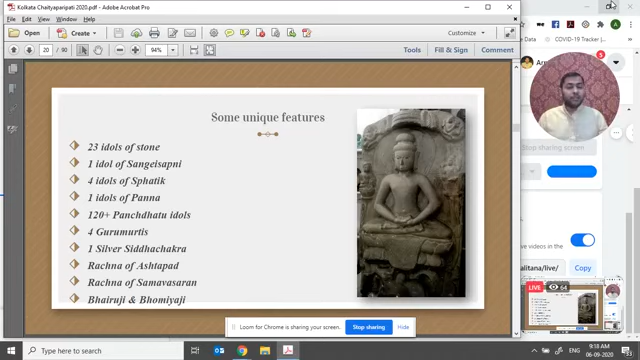 Kolkata Chaityaparipati 2020.pdf - Adobe Acrobat Pro
File Edit View Window Help
Open
Create
Customize
20 / 90
94%
Tools
Fill & Sign
Comment
Data
COVID-19 Tracker
Stop sharing screen
Some unique features
23 idols of stone
1 idol of Sangeisapni
4 idols of Sphatik
1 idols of Panna
120+ Panchdhatu idols
4 Gurumurtis
1 Silver Siddhachakra
Rachna of Ashtapad
Rachna of Samavasaran
Bhairuji & Bhomiyaji
ive videos in the
alitana/live/
Copy
LIVE 64
Loom for Chrome is sharing your screen.
Stop sharing
Hide
Type here to search
ENG
9:18 AM
06-09-2020